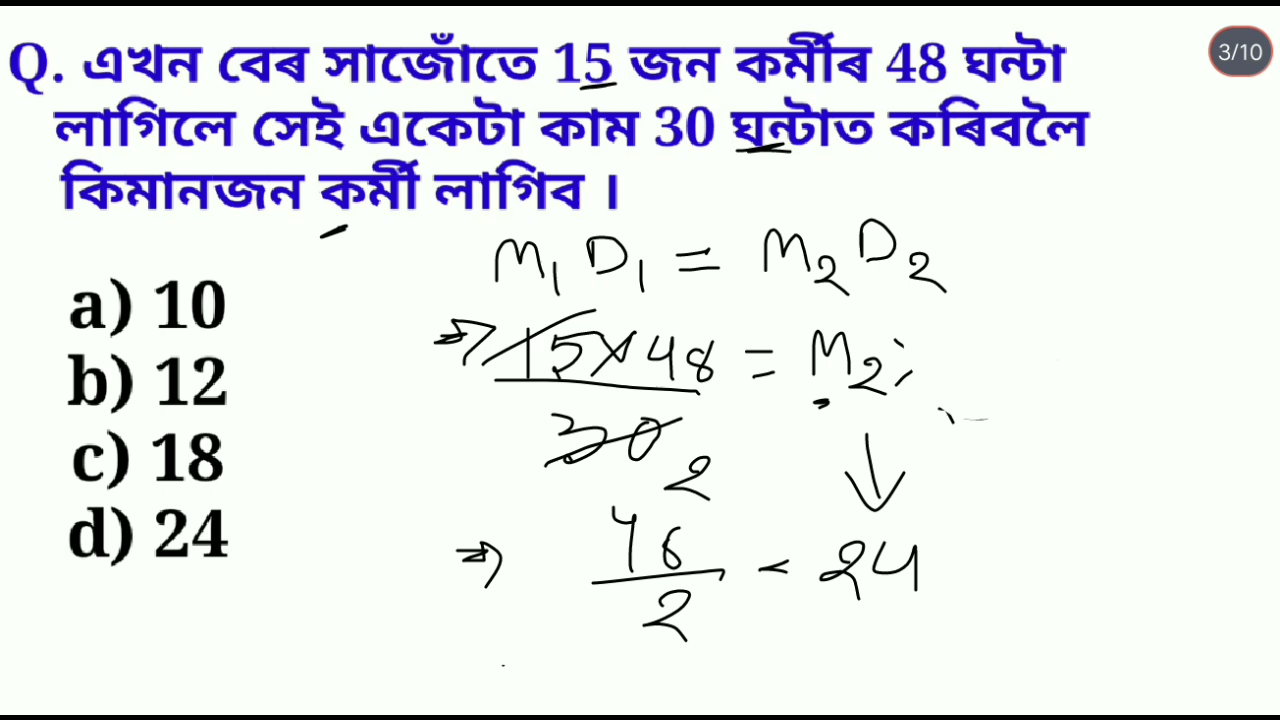 Q. এখন বেৰ সাজোঁতে 15 জন কৰ্মীৰ 48 ঘন্টা
3/10
লাগিলে সেই একেটা কাম 30 ঘন্টাত কৰিবলৈ
কিমানজন কৰ্মী লাগিব ।
M₁ D₁ = M₂ D₂
a) 10
⇒ 15×48 = M₂
b) 12
30
2
c) 18
d) 24
⇒ 48 = 24
2